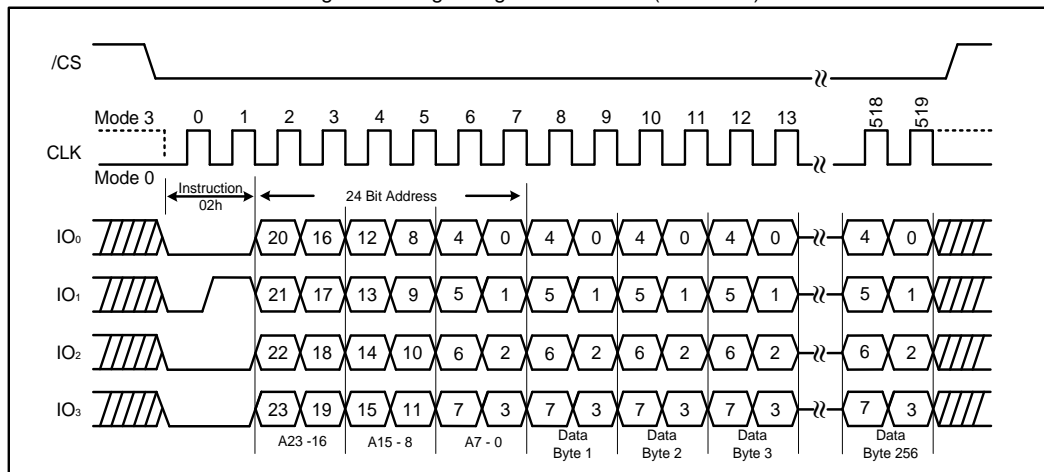 /CS
Mode 3 0 1 2 3 4 5 6 7 8 9 10 11 12 13 518 519
CLK
Mode 0
Instruction 24 Bit Address
02h
IO0 20 16 12 8 4 0 4 0 4 0 4 0 4 0
IO1 21 17 13 9 5 1 5 1 5 1 5 1 5 1
IO2 22 18 14 10 6 2 6 2 6 2 6 2 6 2
IO3 23 19 15 11 7 3 7 3 7 3 7 3 7 3
A23 -16 A15 - 8 A7 - 0 Data Data Data Data
Byte 1 Byte 2 Byte 3 Byte 256